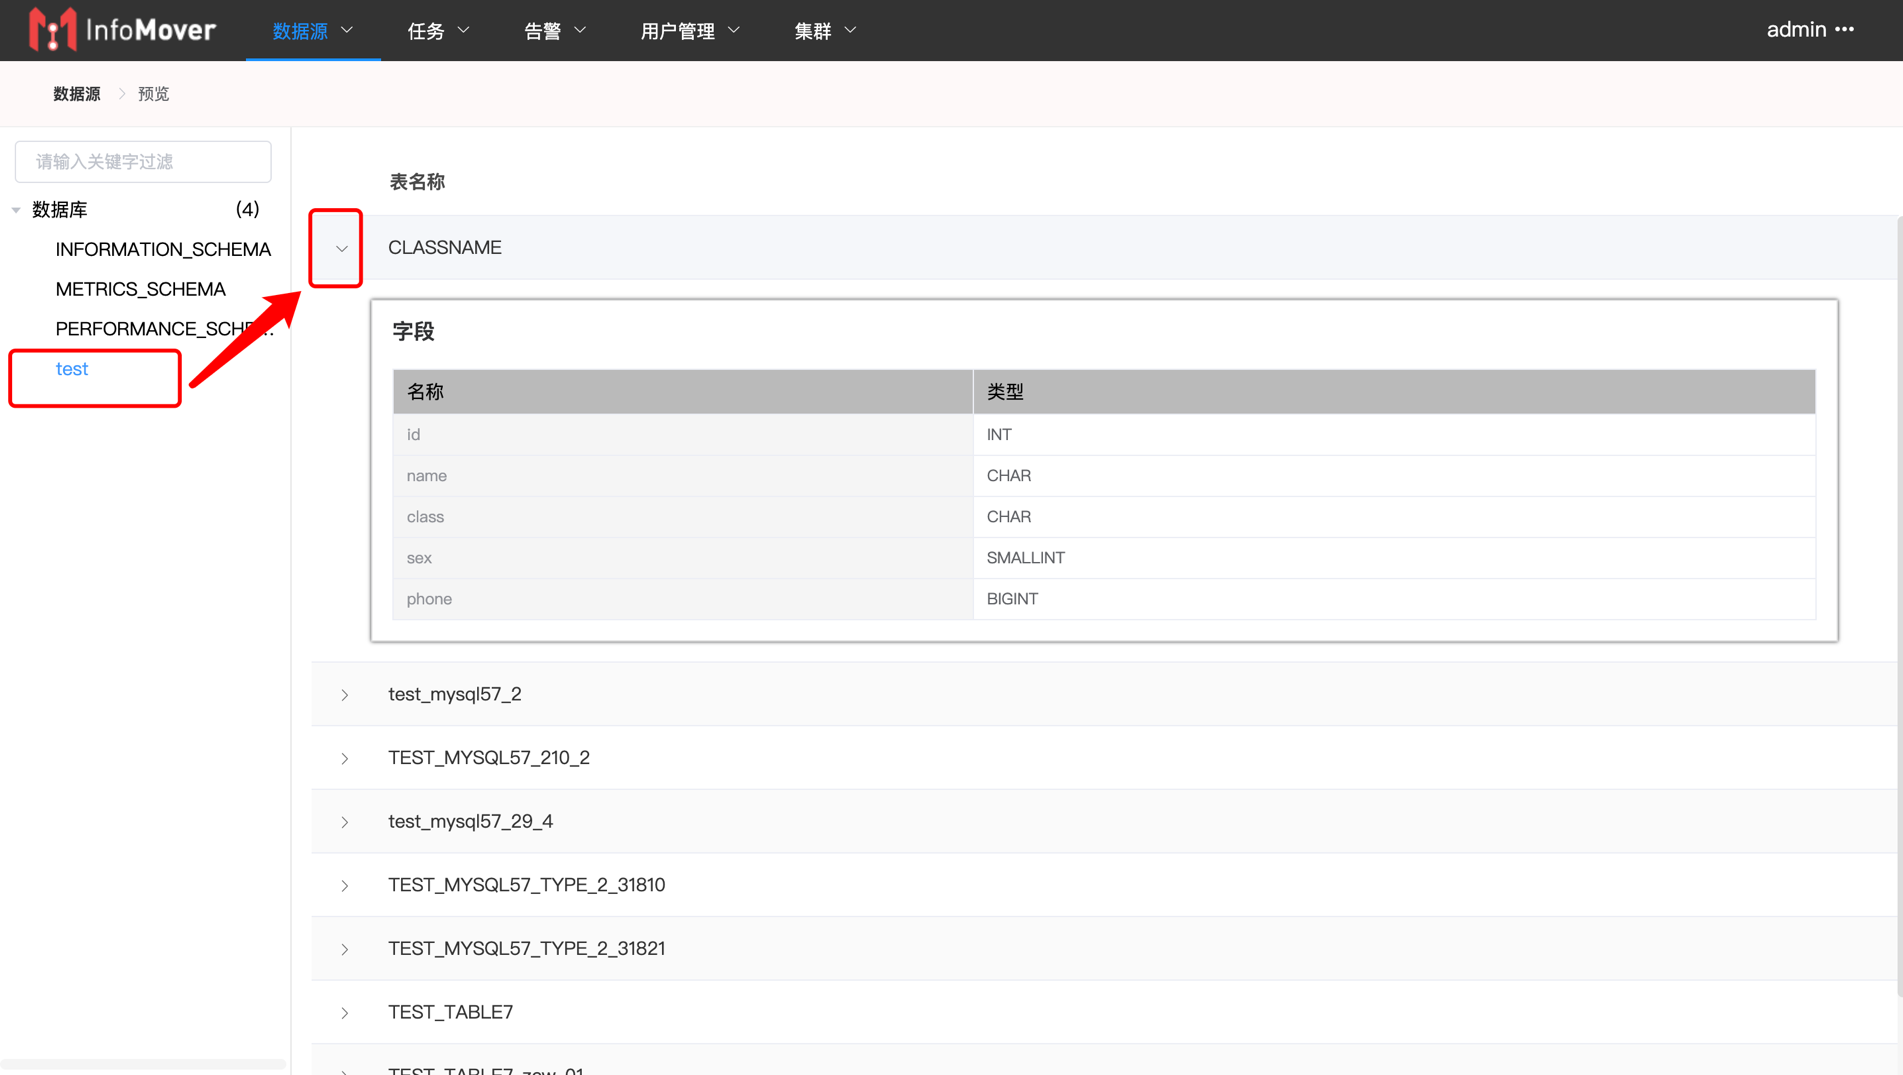 InfoMover 数据源 任务 告警 用户管理 集群 admin •••
数据源 > 预览
请输入关键字过滤
数据库 (4)
INFORMATION_SCHEMA
METRICS_SCHEMA
PERFORMANCE_SCHE...
test
表名称
CLASSNAME
字段
名称 类型
id INT
name CHAR
class CHAR
sex SMALLINT
phone BIGINT
test_mysql57_2
TEST_MYSQL57_210_2
test_mysql57_29_4
TEST_MYSQL57_TYPE_2_31810
TEST_MYSQL57_TYPE_2_31821
TEST_TABLE7